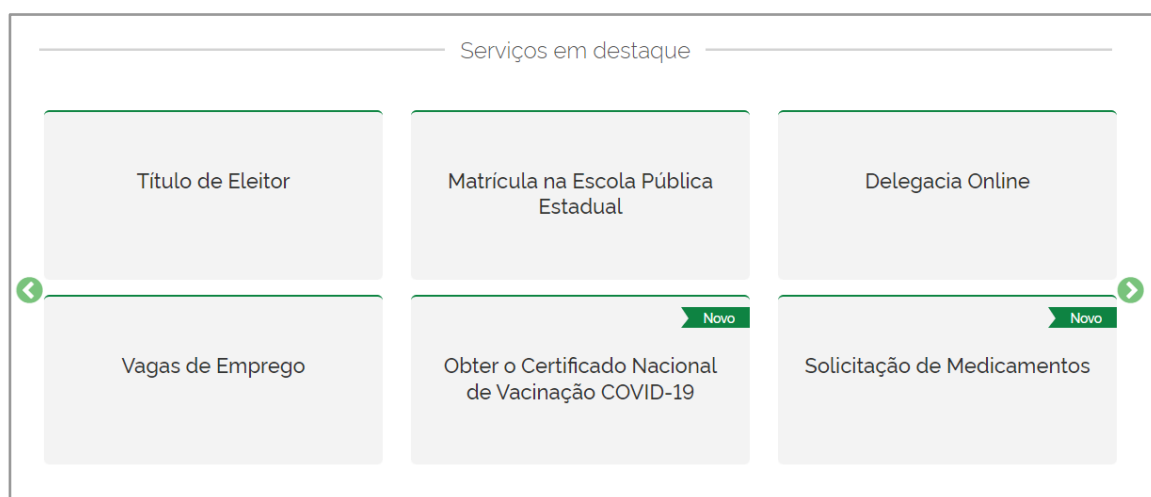 Serviços em destaque
Título de Eleitor
Matrícula na Escola Pública
Estadual
Delegacia Online
Vagas de Emprego
Novo
Obter o Certificado Nacional
de Vacinação COVID-19
Novo
Solicitação de Medicamentos